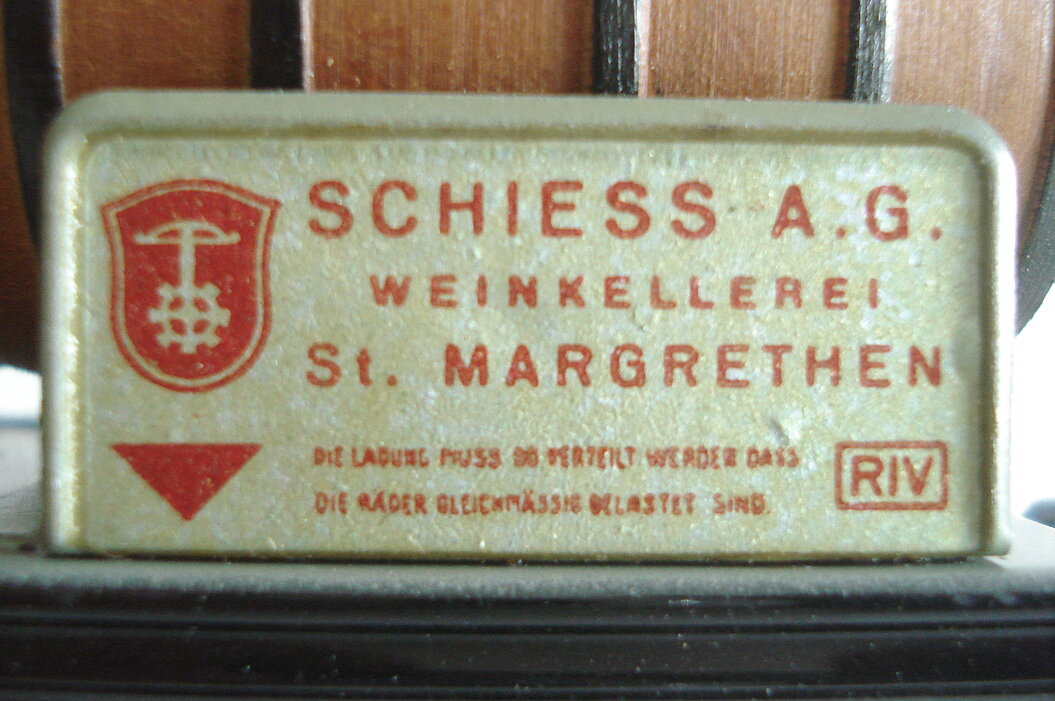 SCHIESS A.G.
WEINKELLEREI
St. MARGRETHEN
DIE LADUNG MUSS SO VERTEILT WERDEN DASS
DIE RÄDER GLEICHMÄSSIG BELASTET SIND.
RIV